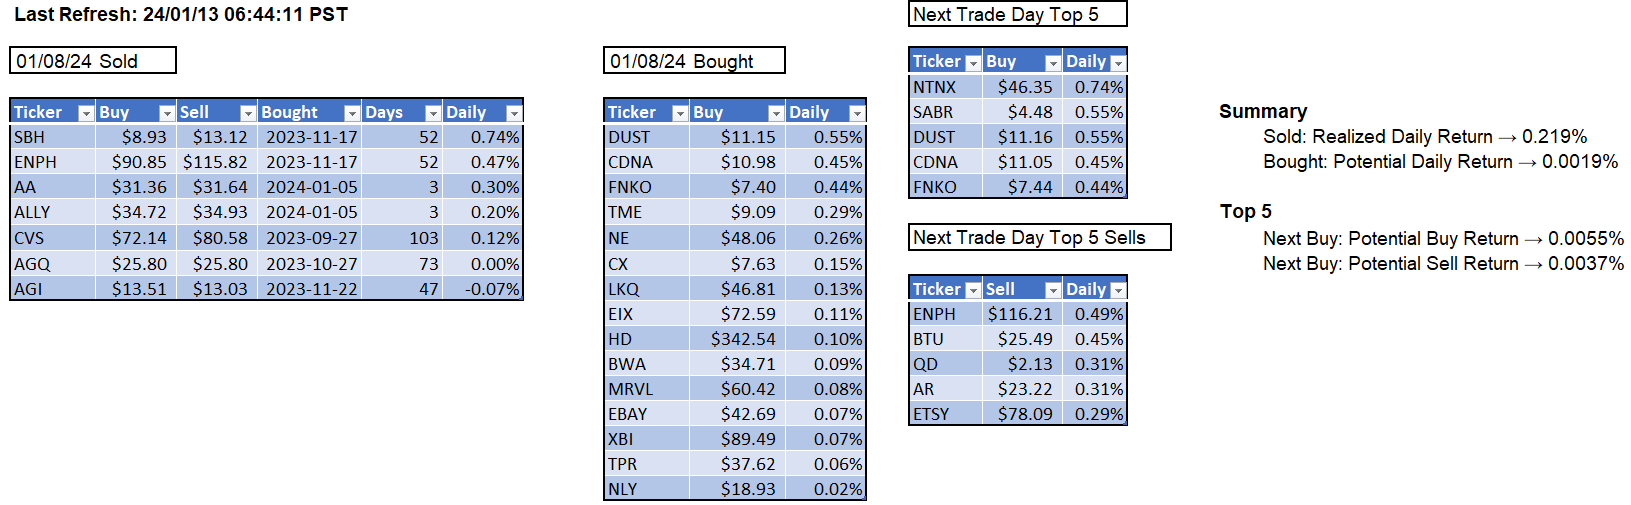 Last Refresh: 24/01/13 06:44:11 PST
01/08/24 Sold
Ticker Buy Sell Bought Days Daily
SBH $8.93 $13.12 2023-11-17 52 0.74%
ENPH $90.85 $115.82 2023-11-17 52 0.47%
AA $31.36 $31.64 2024-01-05 3 0.30%
ALLY $34.72 $34.93 2024-01-05 3 0.20%
CVS $72.14 $80.58 2023-09-27 103 0.12%
AGQ $25.80 $25.80 2023-10-27 73 0.00%
AGI $13.51 $13.03 2023-11-22 47 -0.07%
01/08/24 Bought
Ticker Buy Daily
DUST $11.15 0.55%
CDNA $10.98 0.45%
FNKO $7.40 0.44%
TME $9.09 0.29%
NE $48.06 0.26%
CX $7.63 0.15%
LKQ $46.81 0.13%
EIX $72.59 0.11%
HD $342.54 0.10%
BWA $34.71 0.09%
MRVL $60.42 0.08%
EBAY $42.69 0.07%
XBI $89.49 0.07%
TPR $37.62 0.06%
NLY $18.93 0.02%
Next Trade Day Top 5
Ticker Buy Daily
NTNX $46.35 0.74%
SABR $4.48 0.55%
DUST $11.16 0.55%
CDNA $11.05 0.45%
FNKO $7.44 0.44%
Next Trade Day Top 5 Sells
Ticker Sell Daily
ENPH $116.21 0.49%
BTU $25.49 0.45%
QD $2.13 0.31%
AR $23.22 0.31%
ETSY $78.09 0.29%
Summary
Sold: Realized Daily Return → 0.219%
Bought: Potential Daily Return → 0.0019%
Top 5
Next Buy: Potential Buy Return → 0.0055%
Next Buy: Potential Sell Return → 0.0037%